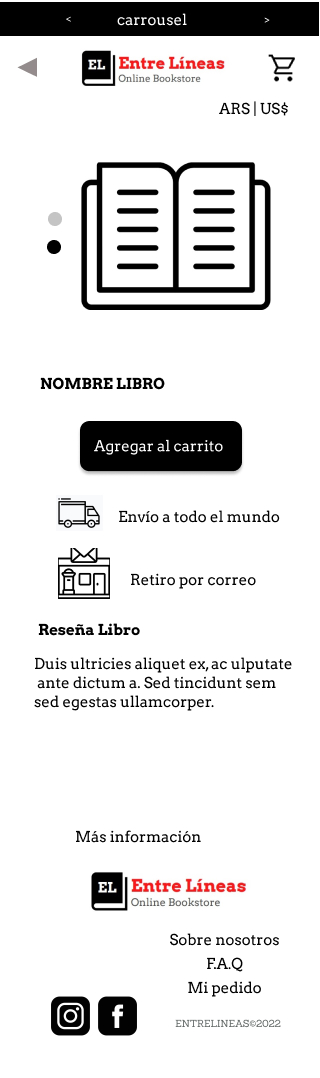 < carrousel >
EL Entre Líneas
Online Bookstore
ARS | US$
NOMBRE LIBRO
Agregar al carrito
Envío a todo el mundo
Retiro por correo
Reseña Libro
Duis ultricies aliquet ex, ac ulputate
ante dictum a. Sed tincidunt sem
sed egestas ullamcorper.
Más información
EL Entre Líneas
Online Bookstore
Sobre nosotros
F.A.Q
Mi pedido
ENTRELINEAS©2022